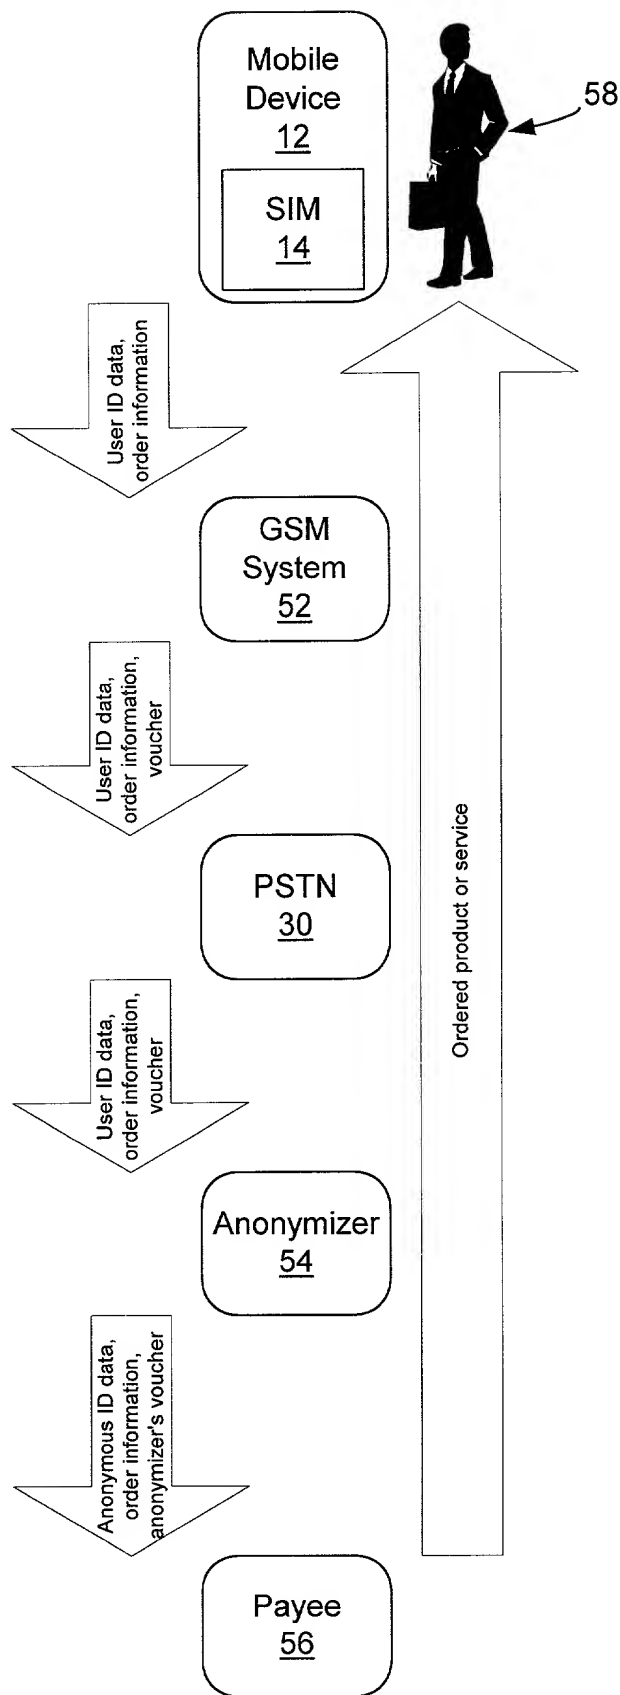 Mobile
Device
12
58
SIM
14
User ID data,
order information
GSM
System
52
User ID data,
order information,
voucher
PSTN
30
Ordered product or service
User ID data,
order information,
voucher
Anonymizer
54
Anonymous ID data,
order information,
anonymizer's voucher
Payee
56